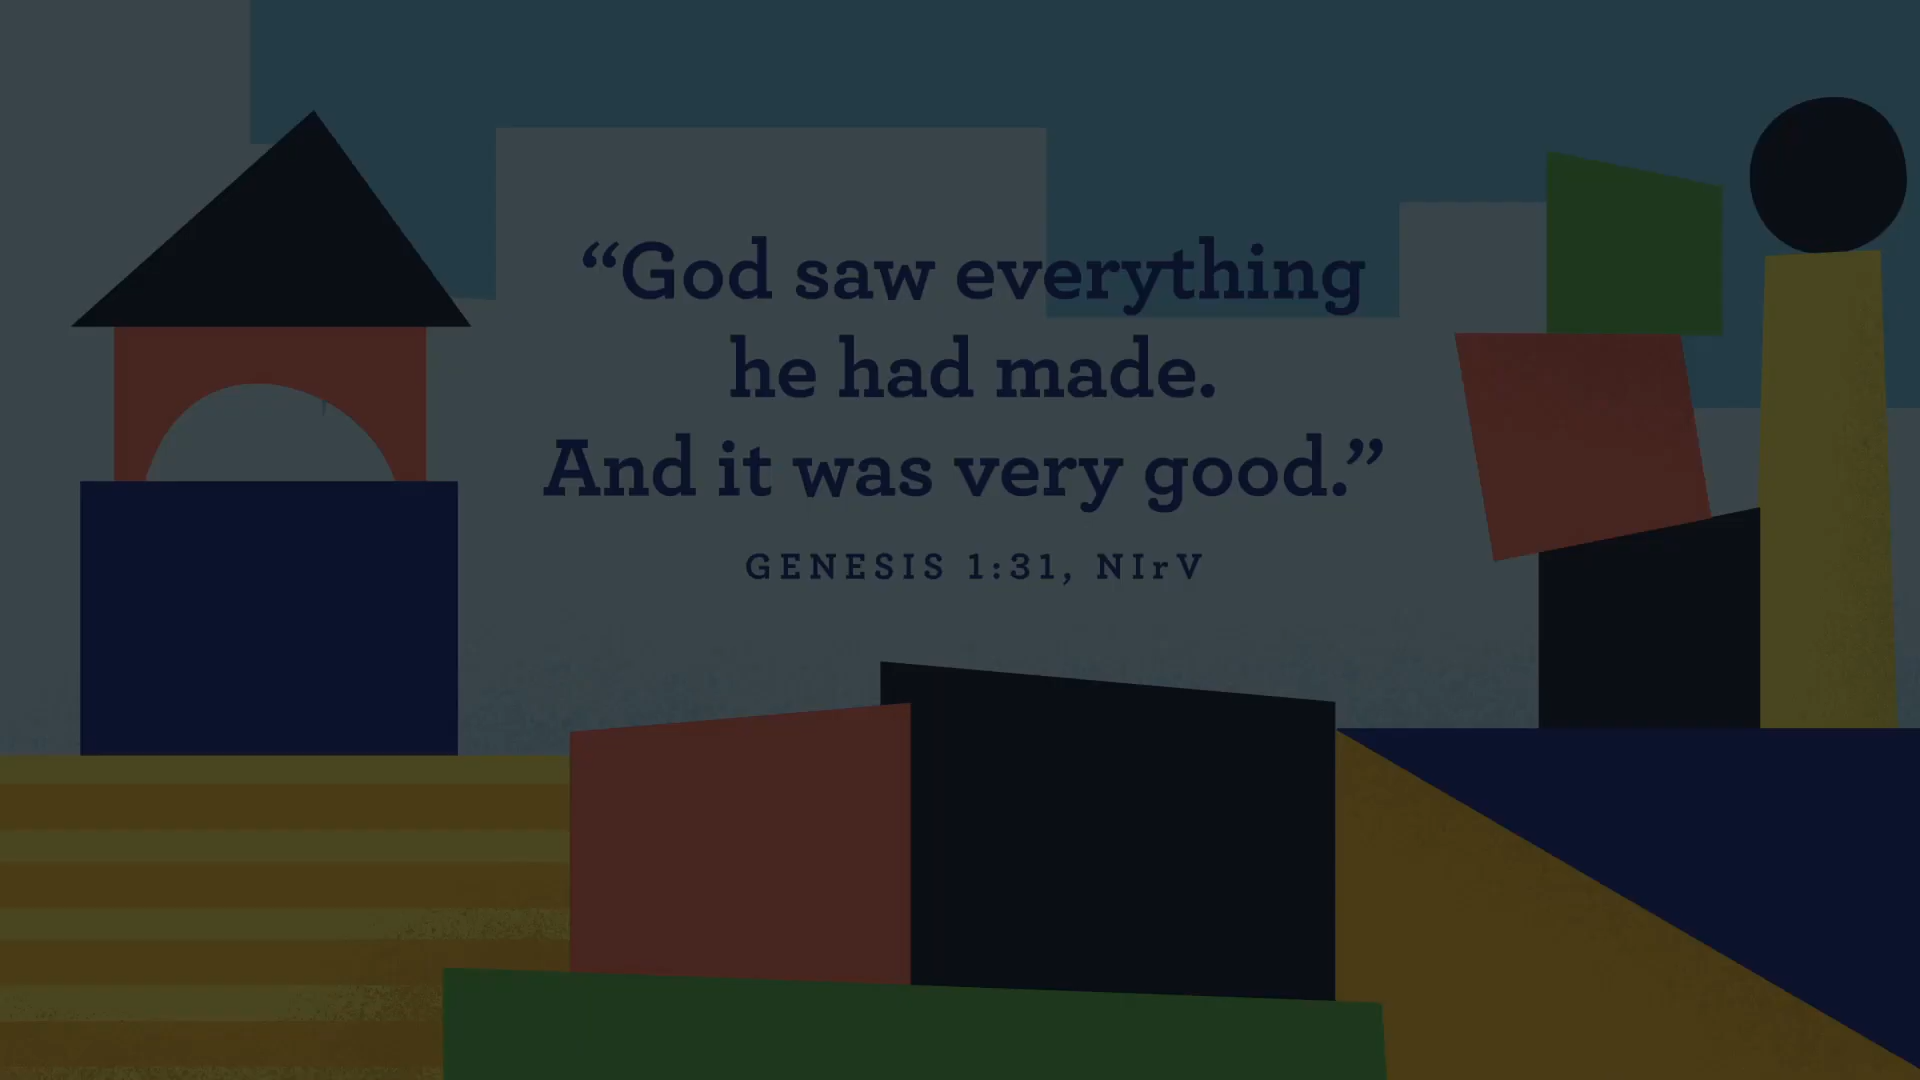 “God saw everything
he had made.
And it was very good.”
GENESIS 1:31, NIrV